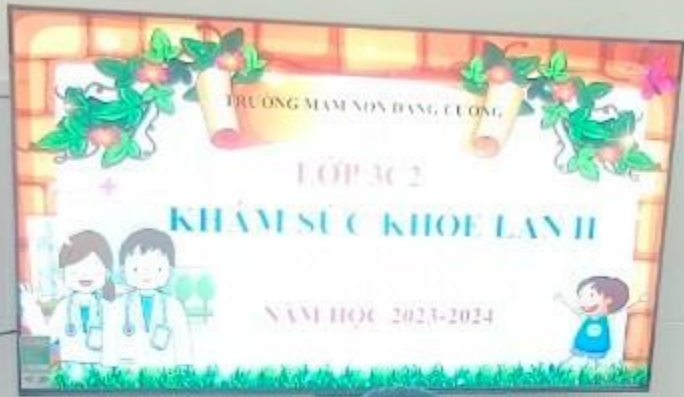 TRƯỜNG MẦM NON ĐẶNG CƯƠNG
LỚP 3C2
KHÁM SỨC KHỎE LẦN II
NĂM HỌC 2023-2024